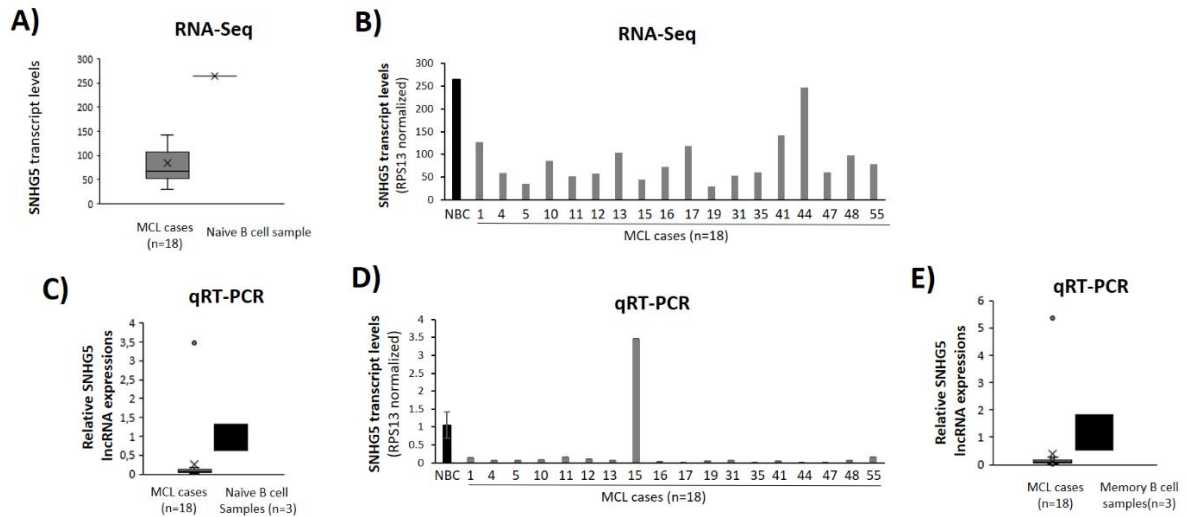 A)
RNA-Seq
SNHG5 transcript levels
300
250
200
150
100
50
0
MCL cases
(n=18)
Naive B cell sample
B)
RNA-Seq
SNHG5 transcript levels
(RPS13 normalized)
300
250
200
150
100
50
0
NBC 1 4 5 10 11 12 13 15 16 17 19 31 35 41 44 47 48 55
MCL cases (n=18)
C)
qRT-PCR
Relative SNHG5
lncRNA expressions
4
3,5
3
2,5
2
1,5
1
0,5
0
MCL cases
(n=18)
Naive B cell
Samples (n=3)
D)
qRT-PCR
SNHG5 transcript levels
(RPS13 normalized)
4
3.5
3
2.5
2
1.5
1
0.5
0
NBC 1 4 5 10 11 12 13 15 16 17 19 31 35 41 44 47 48 55
MCL cases (n=18)
E)
qRT-PCR
Relative SNHG5
lncRNA expressions
6
5
4
3
2
1
0
MCL cases
(n=18)
Memory B cell
samples(n=3)